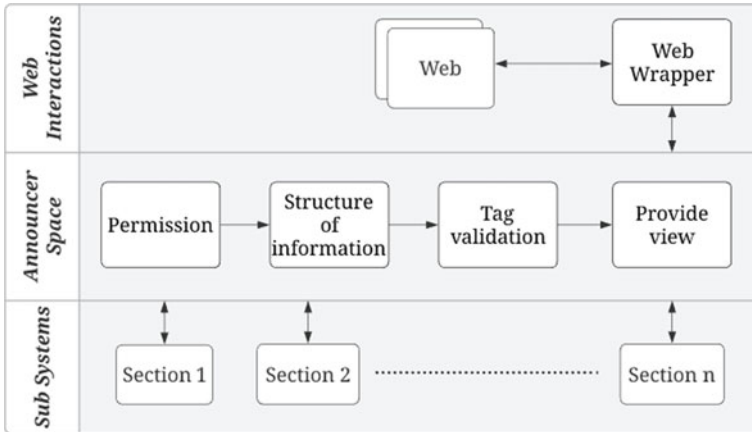 Web
Interactions
Web
Web
Wrapper
Announcer
Space
Permission
Structure
of
information
Tag
validation
Provide
view
Sub Systems
Section 1
Section 2
Section n